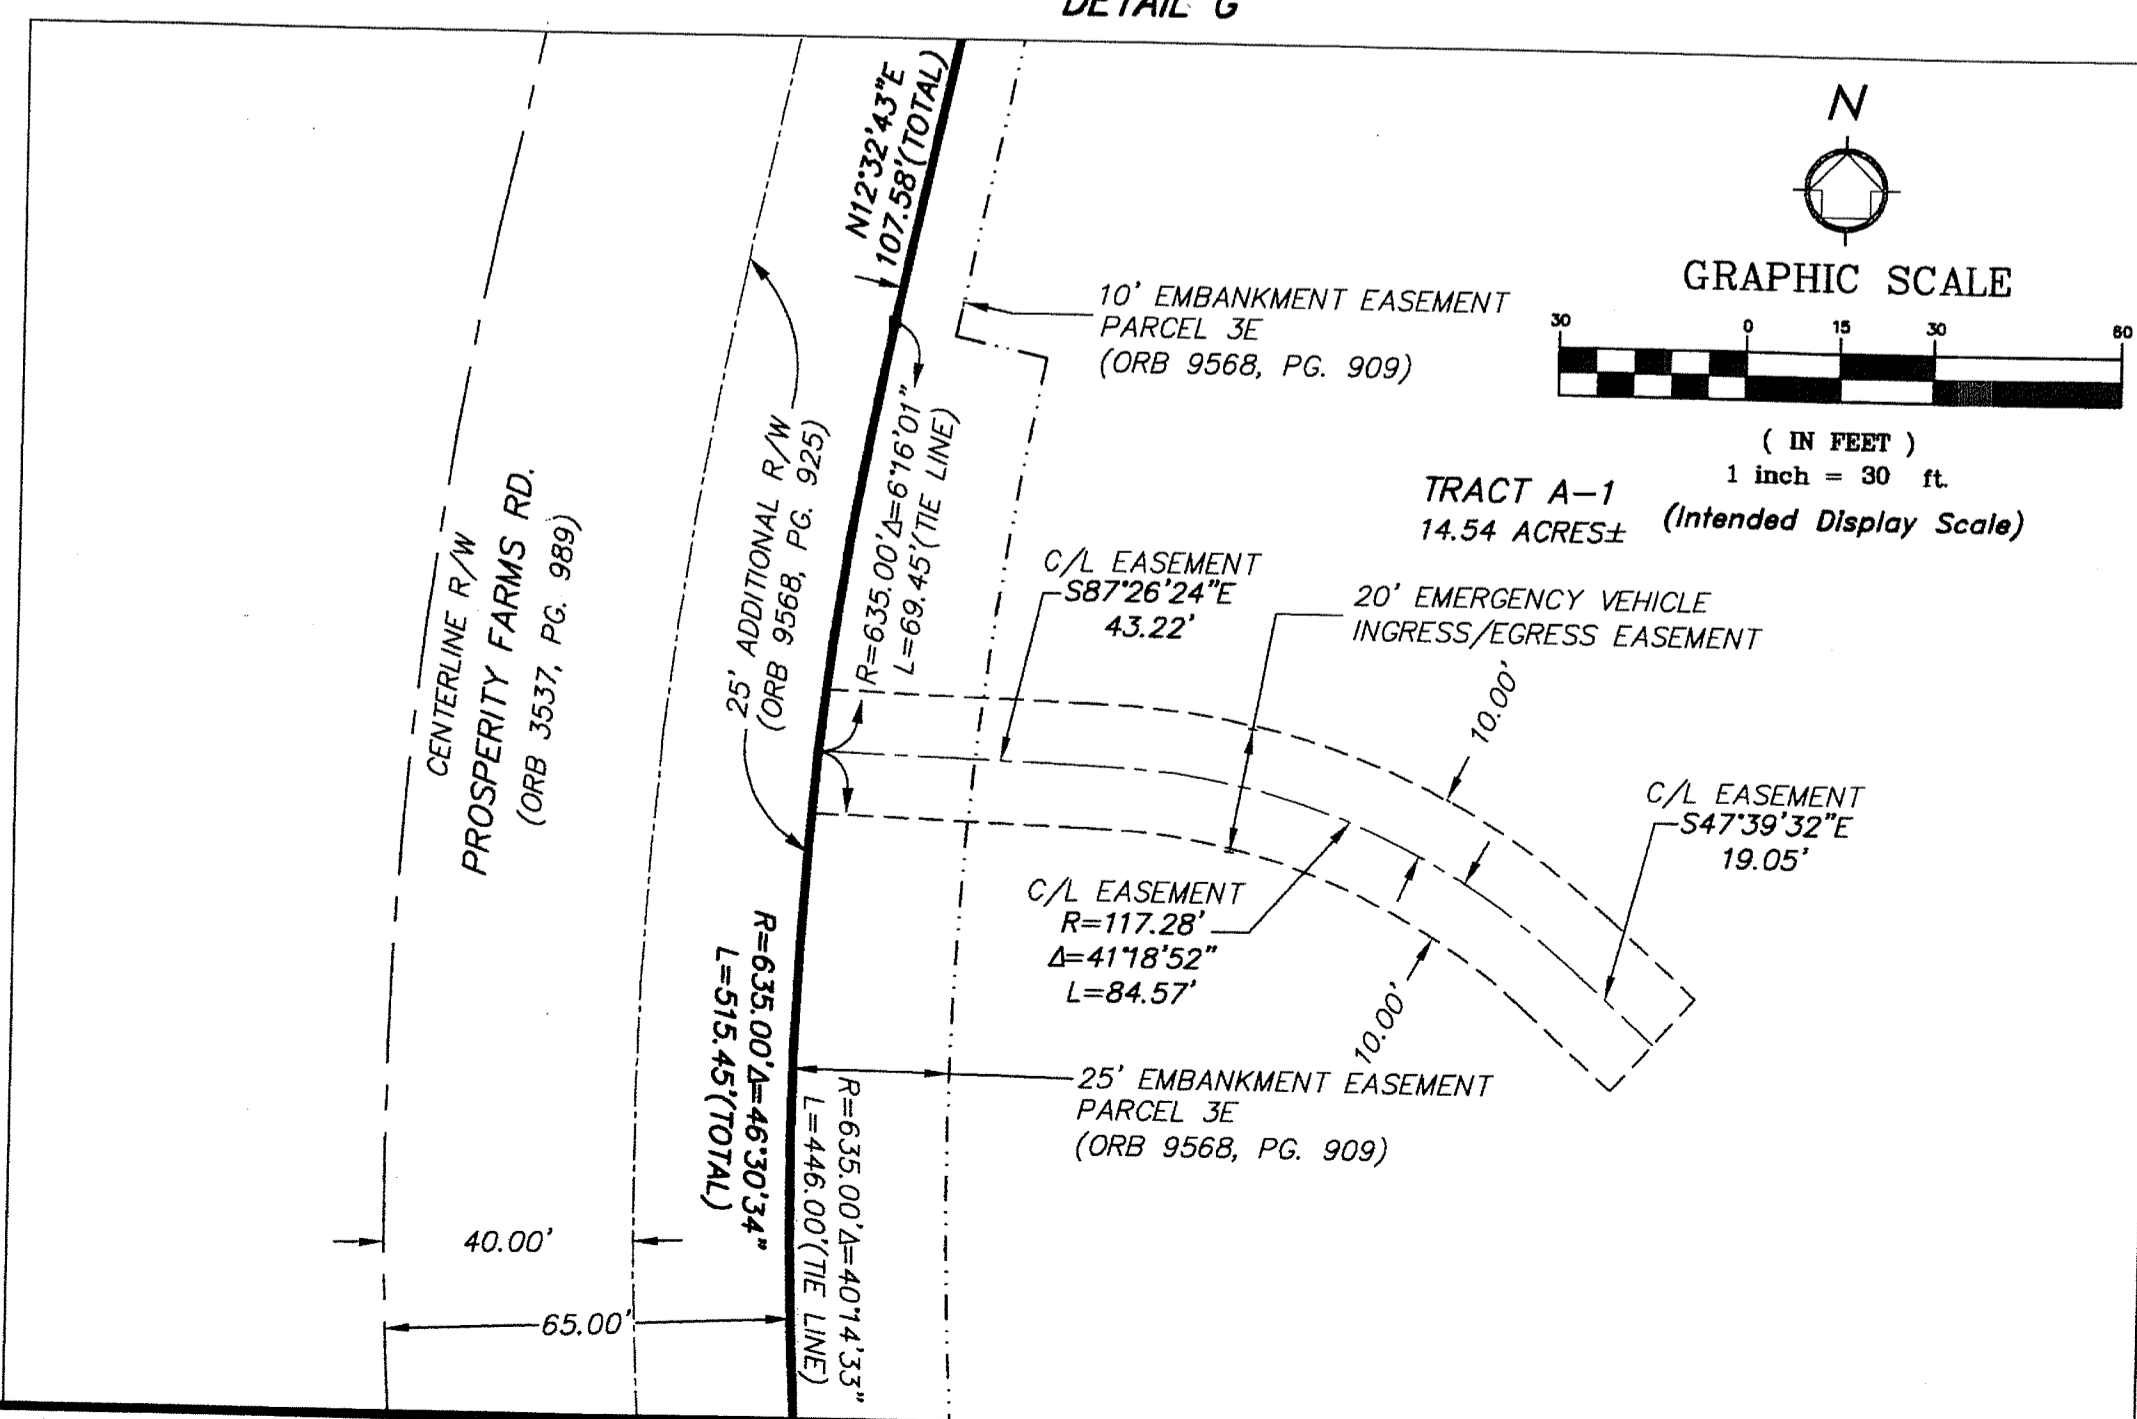 DETAIL G
N12°32'43"E
107.58'(TOTAL)
N
GRAPHIC SCALE
30 0 15 30 60
( IN FEET )
1 inch = 30 ft.
(Intended Display Scale)
10' EMBANKMENT EASEMENT
PARCEL 3E
(ORB 9568, PG. 909)
TRACT A-1
14.54 ACRES±
CENTERLINE R/W
PROSPERITY FARMS RD.
(ORB 3537, PG. 989)
25' ADDITIONAL R/W
(ORB 9568, PG. 925)
R=635.00'Δ=6°16'01"
L=69.45'(TIE LINE)
C/L EASEMENT
S87°26'24"E
43.22'
20' EMERGENCY VEHICLE
INGRESS/EGRESS EASEMENT
10.00'
C/L EASEMENT
S47°39'32"E
19.05'
C/L EASEMENT
R=117.28'
Δ=41°18'52"
L=84.57'
10.00'
25' EMBANKMENT EASEMENT
PARCEL 3E
(ORB 9568, PG. 909)
R=635.00'Δ=46°30'34"
L=515.45'(TOTAL)
R=635.00'Δ=40°14'33"
L=446.00'(TIE LINE)
40.00'
65.00'